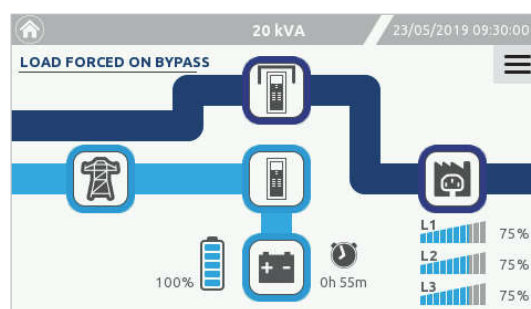 20 kVA
23/05/2019 09:30:00
LOAD FORCED ON BYPASS
L1 75%
L2 75%
L3 75%
100%
0h 55m